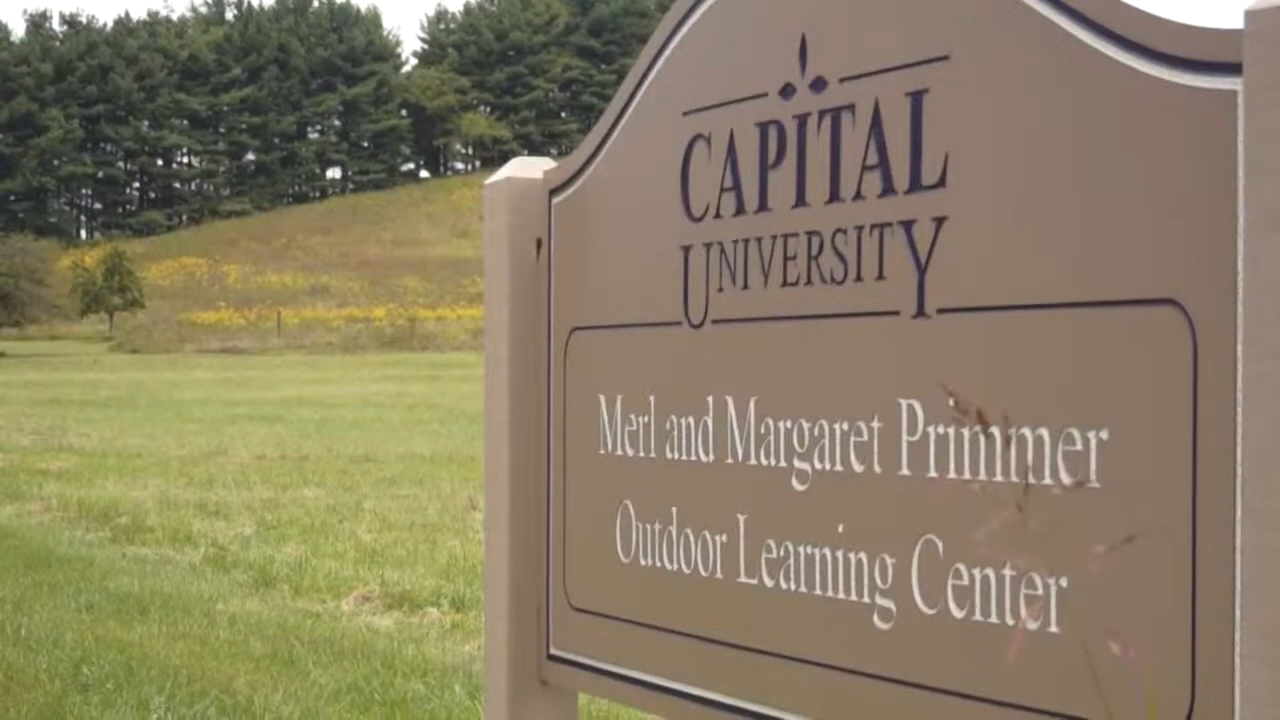 CAPITAL
UNIVERSITY
Merl and Margaret Primmer
Outdoor Learning Center